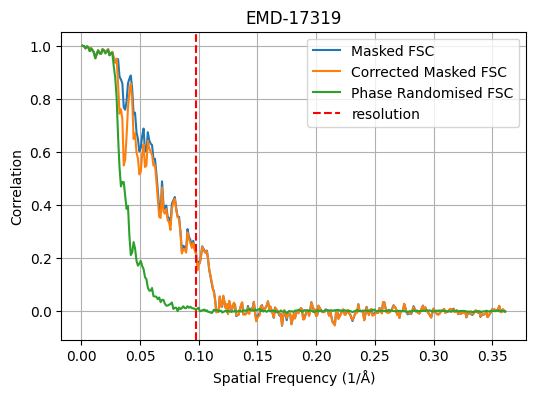 EMD-17319
Masked FSC
Corrected Masked FSC
Phase Randomised FSC
resolution
Correlation
1.0
0.8
0.6
0.4
0.2
0.0
0.00 0.05 0.10 0.15 0.20 0.25 0.30 0.35
Spatial Frequency (1/Å)